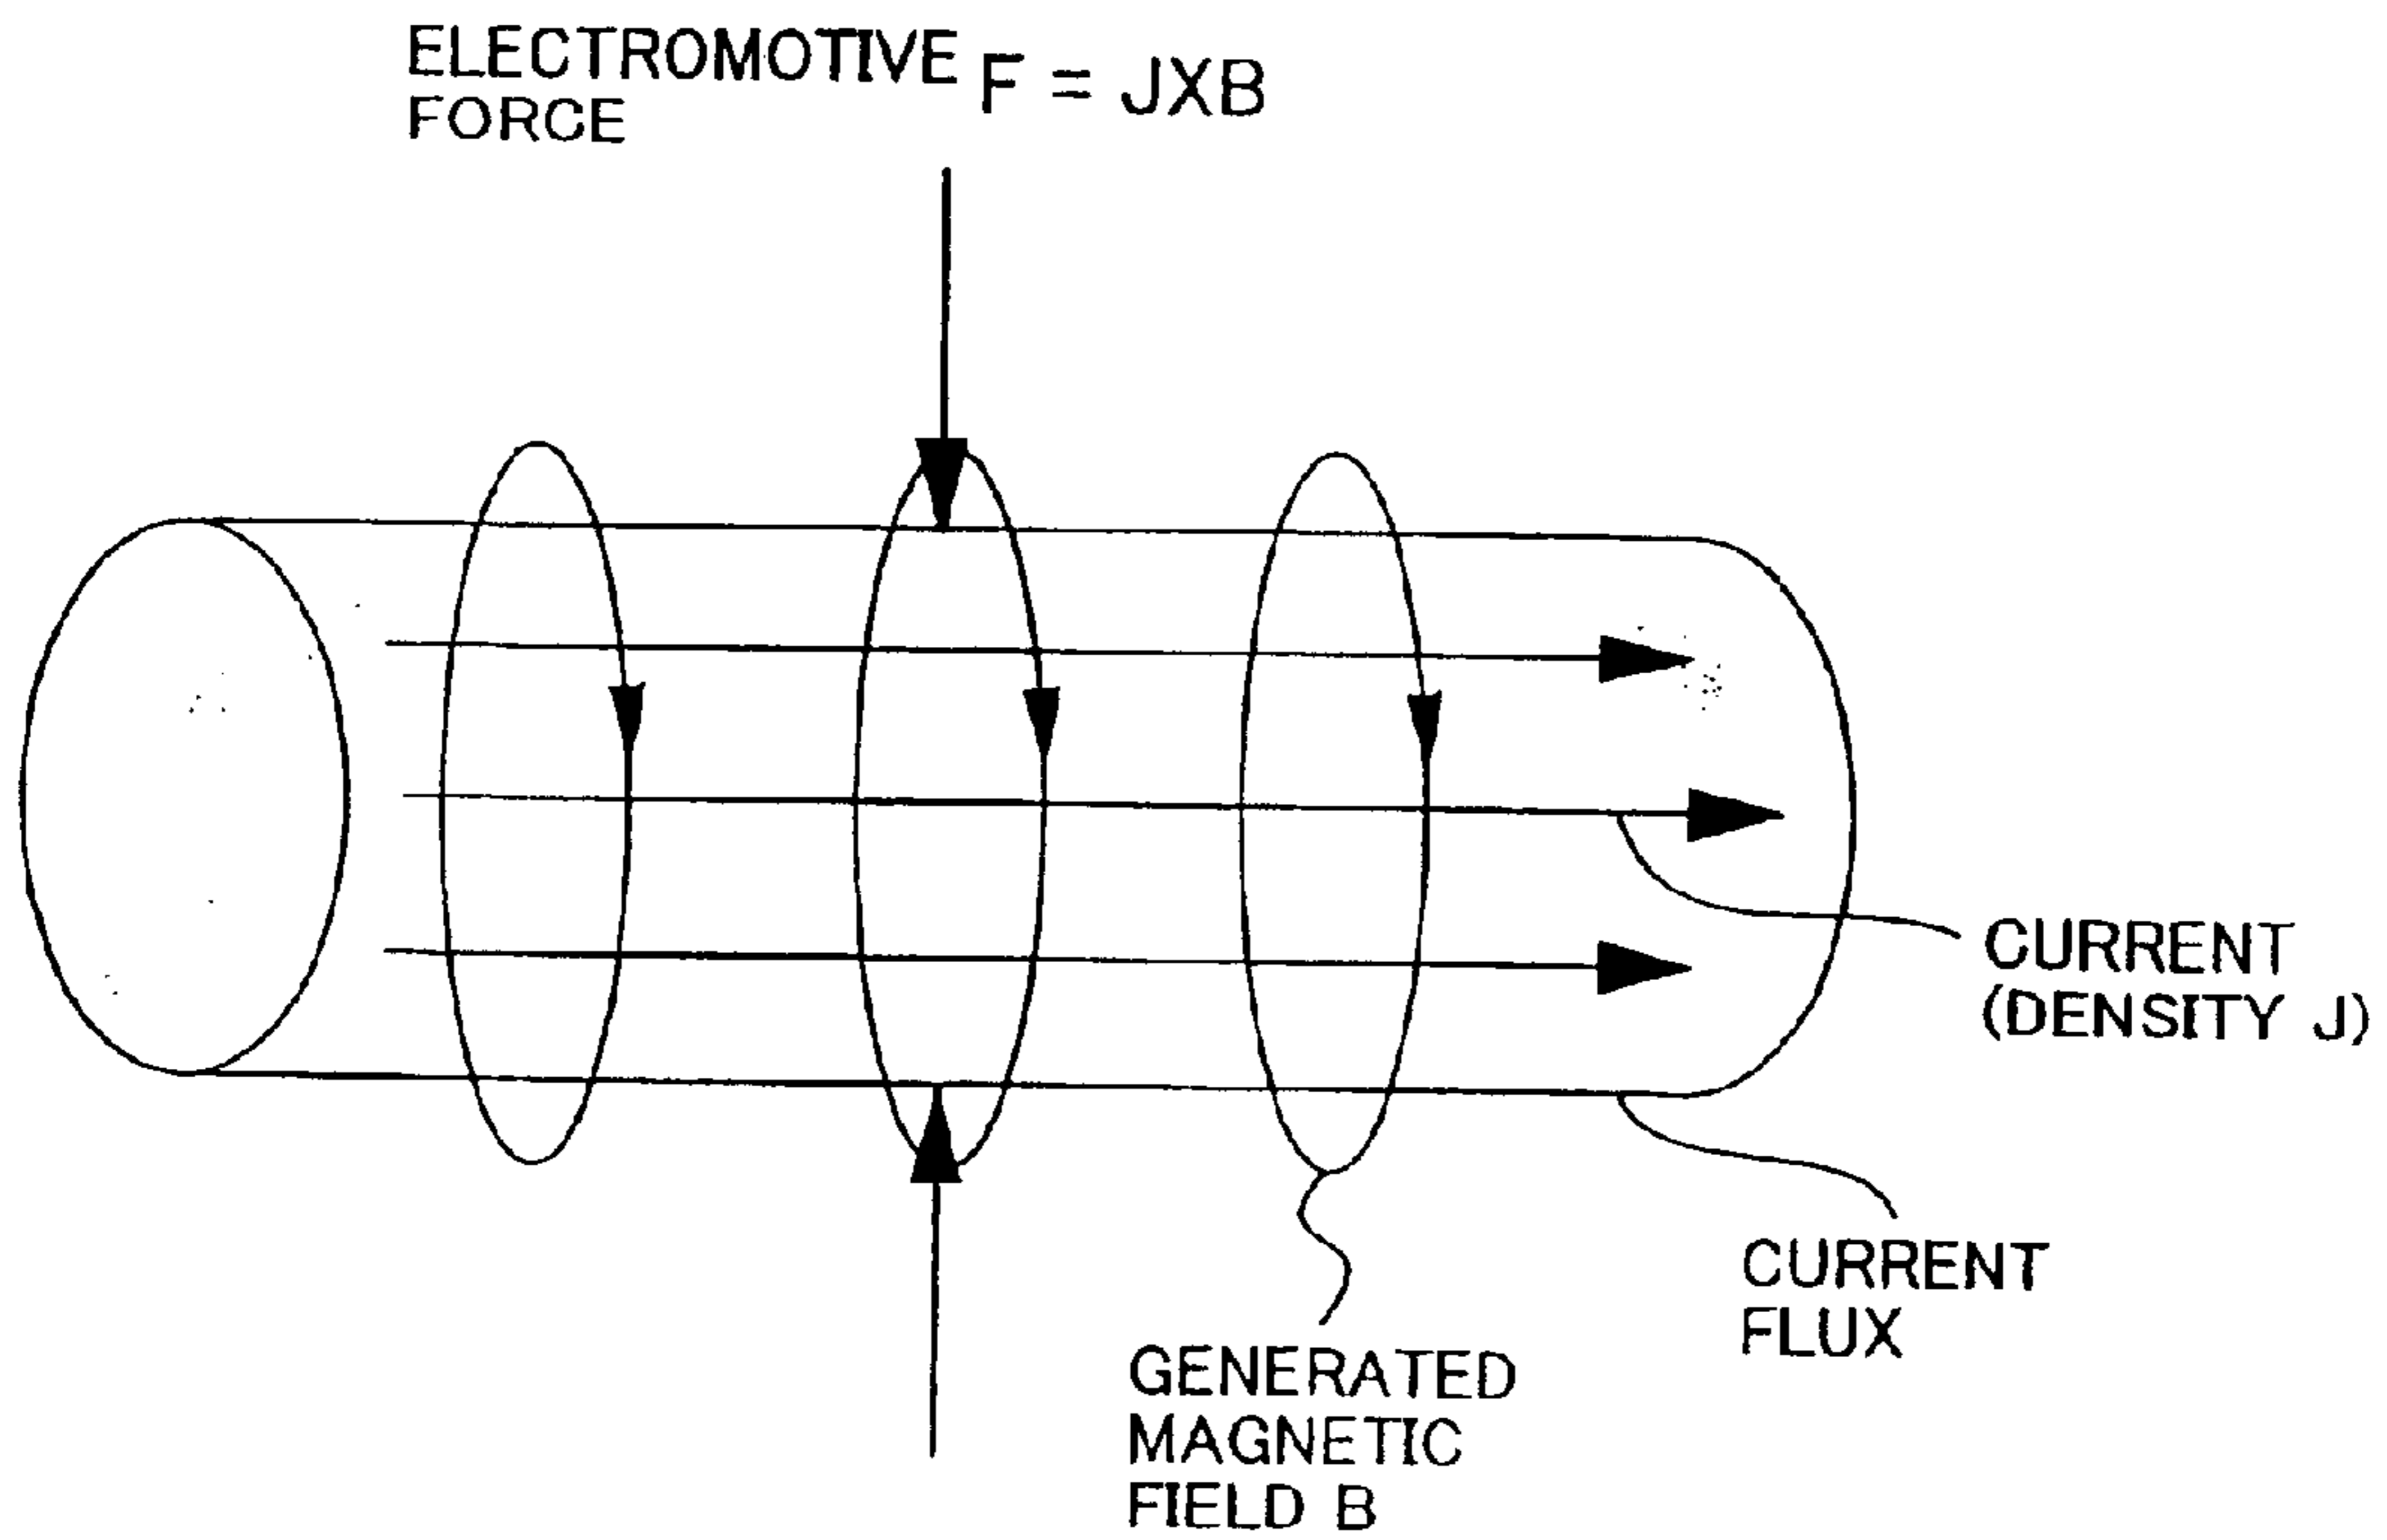 ELECTROMOTIVE
FORCE
F = JXB
CURRENT
(DENSITY J)
CURRENT
FLUX
GENERATED
MAGNETIC
FIELD B